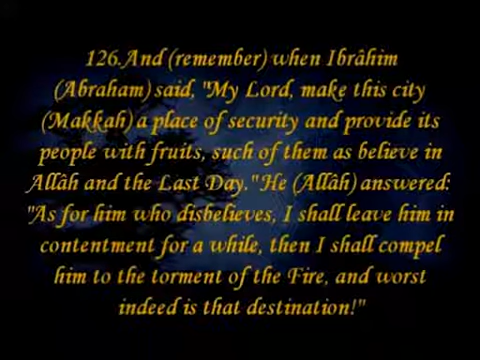 126.And (remember) when Ibrâhim
(Abraham) said, "My Lord, make this city
(Makkah) a place of security and provide its
people with fruits, such of them as believe in
Allâh and the Last Day." He (Allâh) answered:
"As for him who disbelieves, I shall leave him in
contentment for a while, then I shall compel
him to the torment of the Fire, and worst
indeed is that destination!"